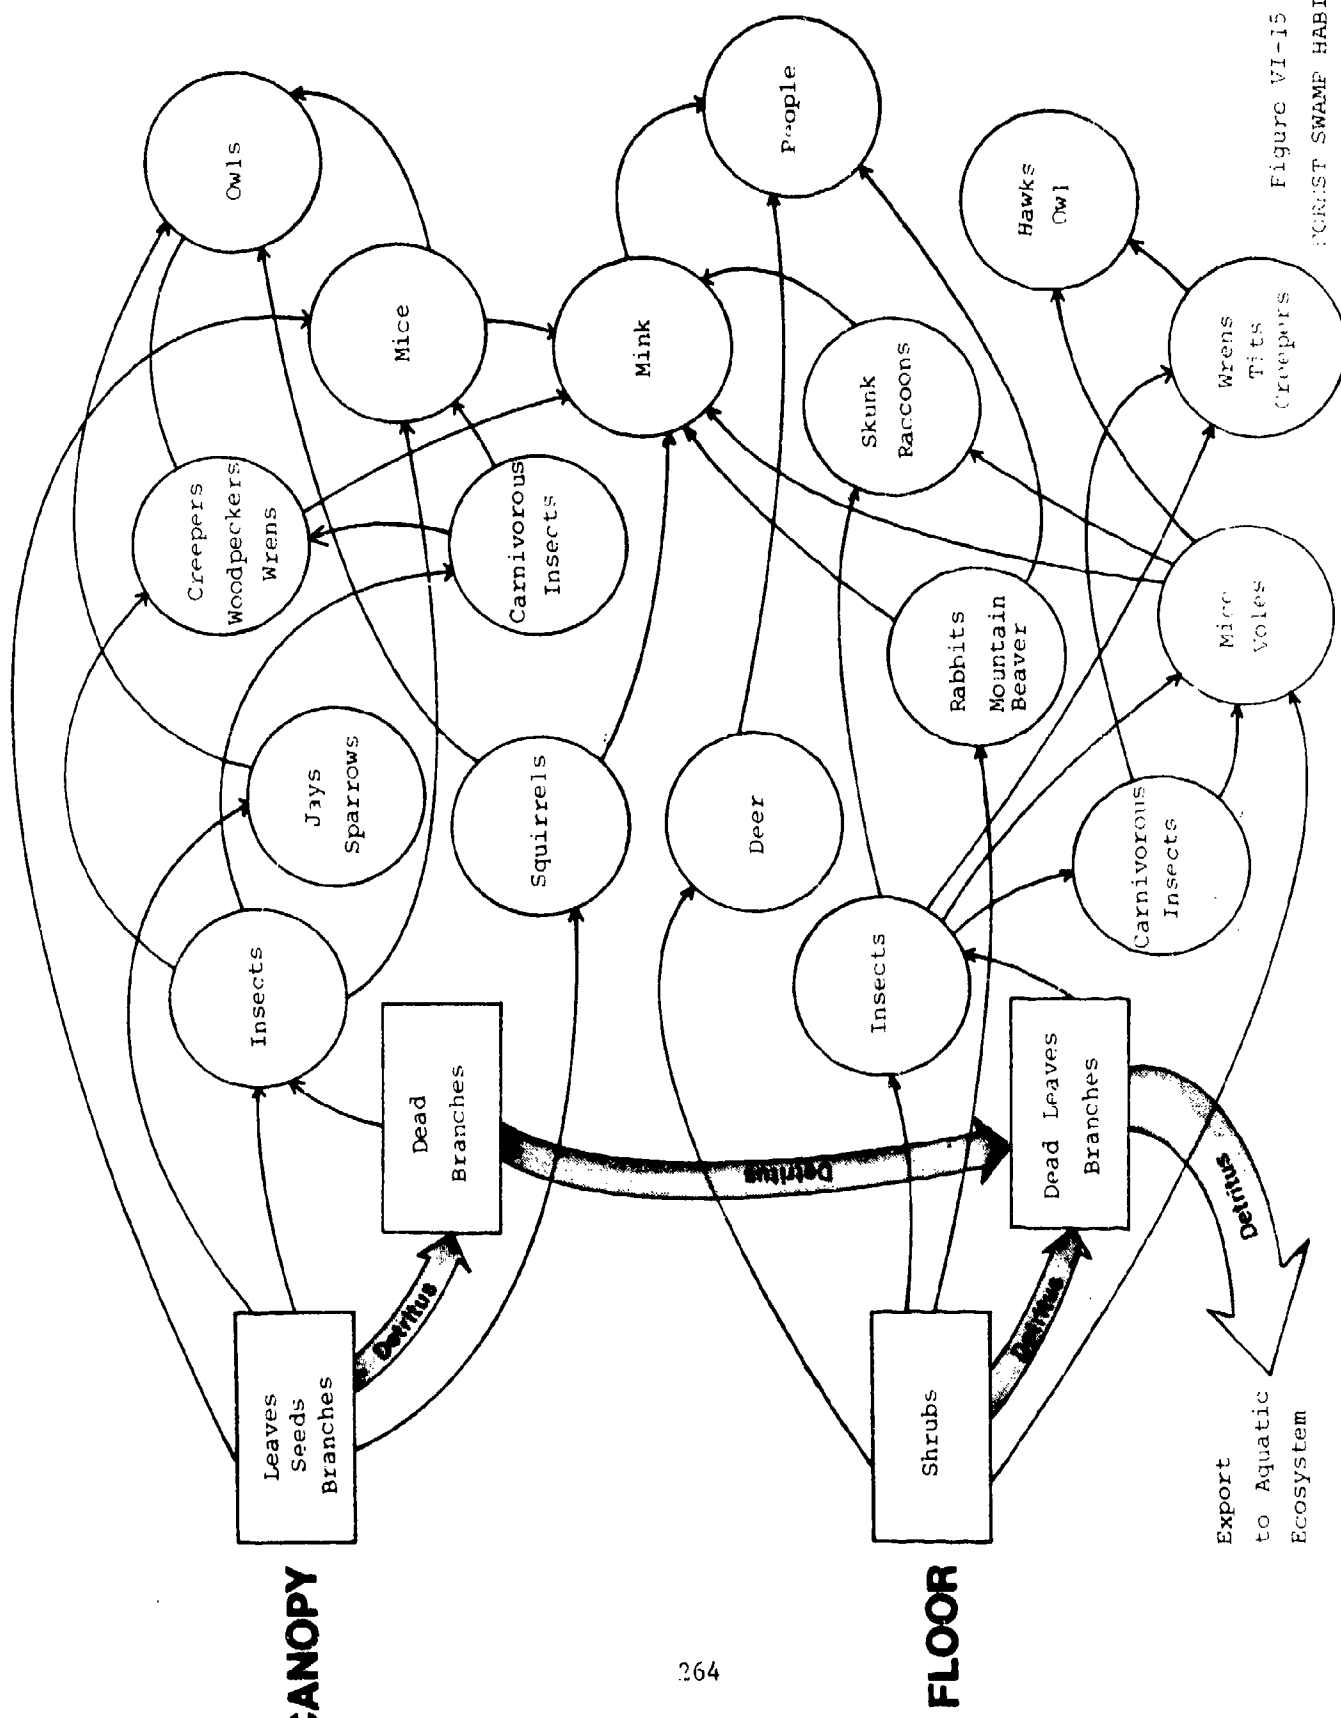 CANOPY
Leaves
Seeds
Branches
Detritus
Dead
Branches
Insects
Jays
Sparrows
Squirrels
Creepers
Woodpeckers
Wrens
Carnivorous
Insects
Mice
Owls
Mink
People
Detritus
FLOOR
Shrubs
Detritus
Dead Leaves
Branches
Deer
Insects
Rabbits
Mountain
Beaver
Skunk
Raccoons
Carnivorous
Insects
Mice
Voles
Wrens
Tits
Creepers
Hawks
Owl
Detritus
Export
to Aquatic
Ecosystem
Figure VI-15
FOREST SWAMP HABI
264